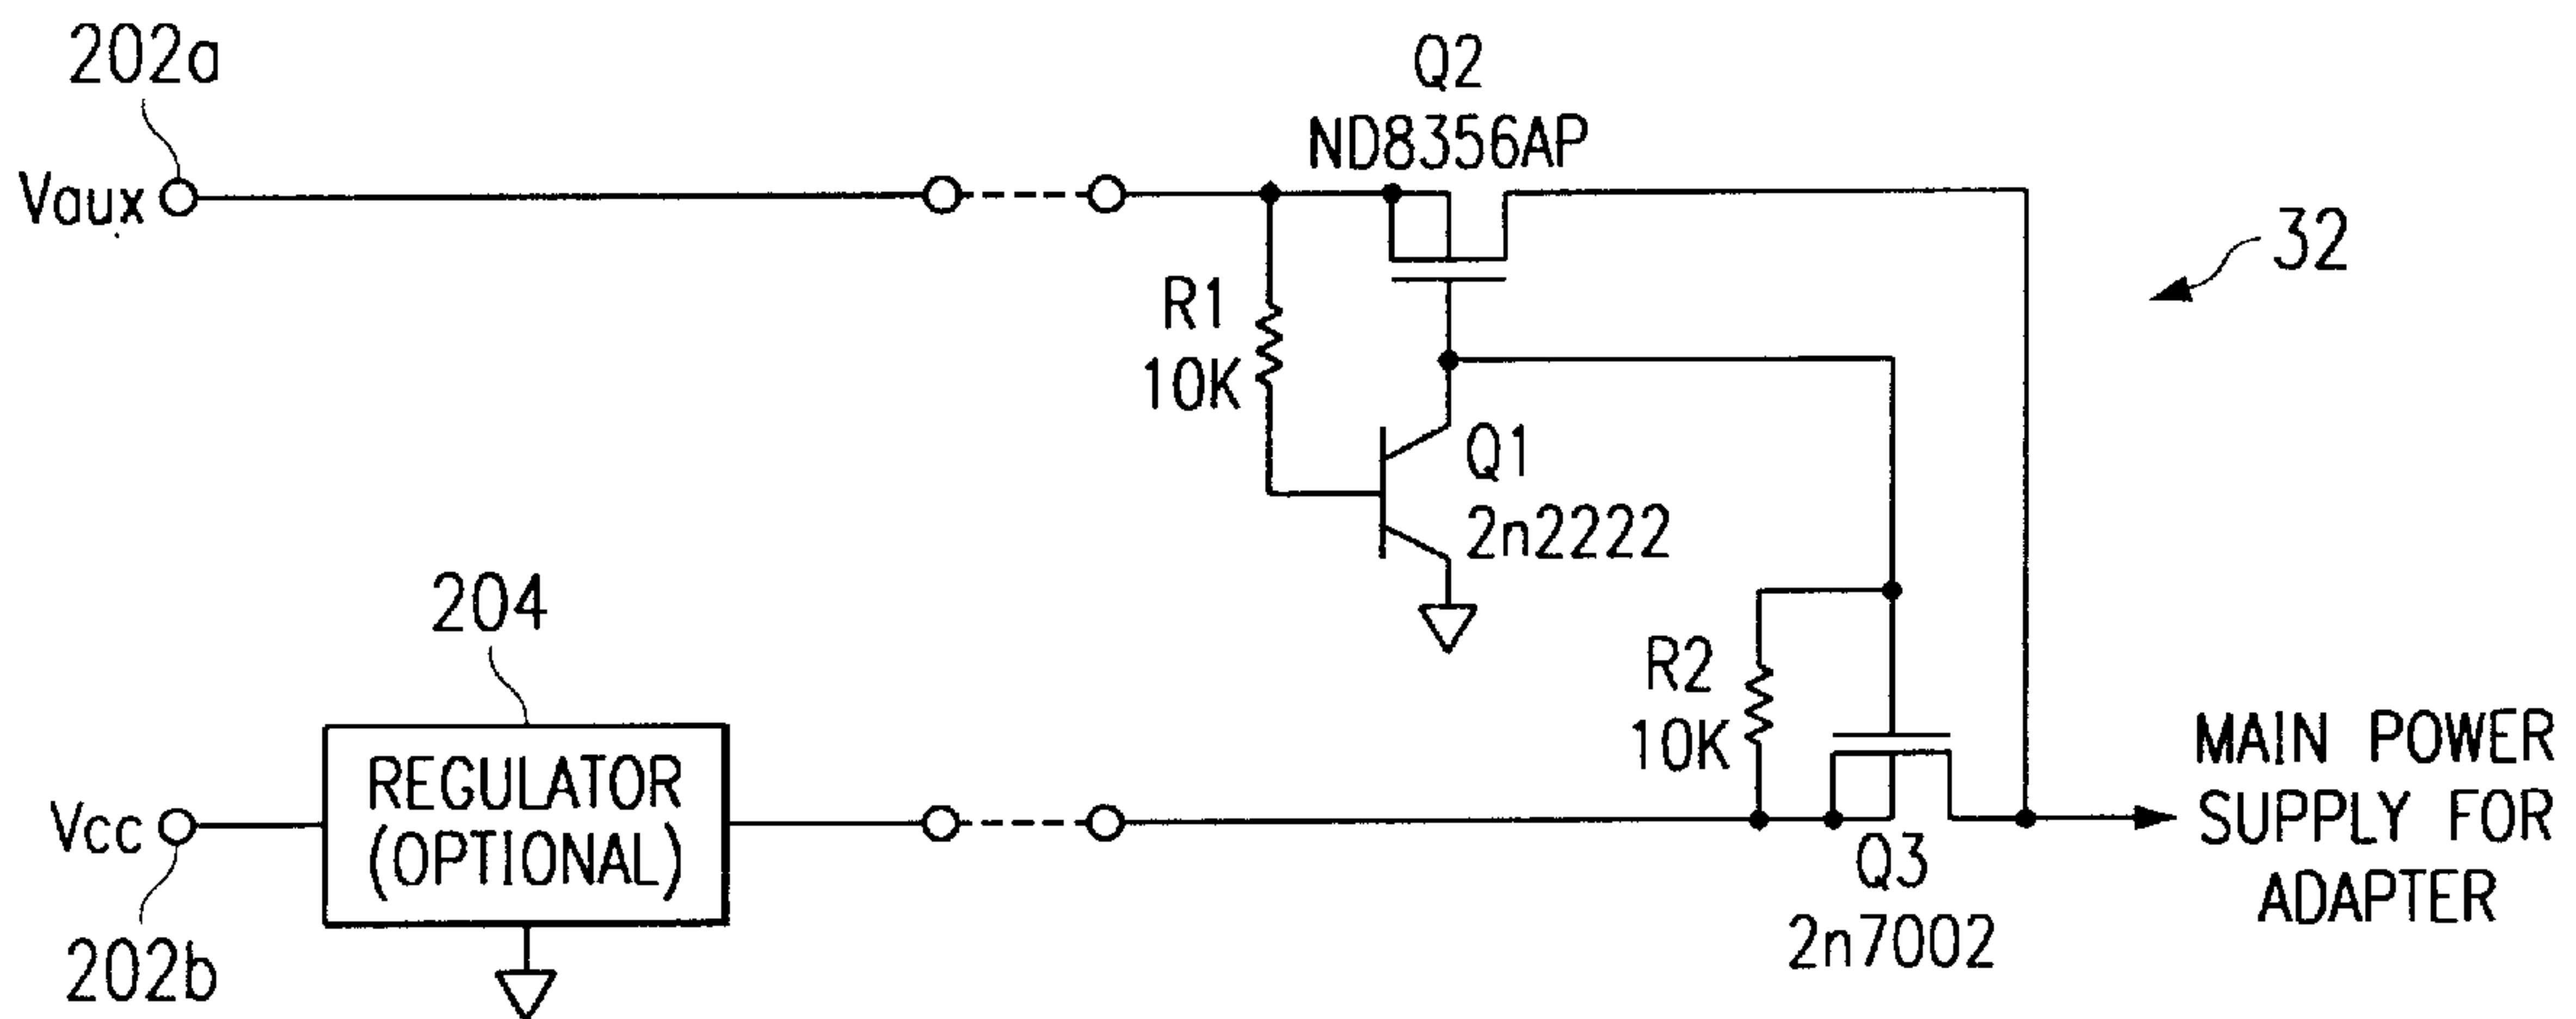 202a
Vaux
Q2
ND8356AP
32
R1
10K
Q1
2n2222
204
REGULATOR
(OPTIONAL)
Vcc
202b
R2
10K
Q3
2n7002
MAIN POWER
SUPPLY FOR
ADAPTER